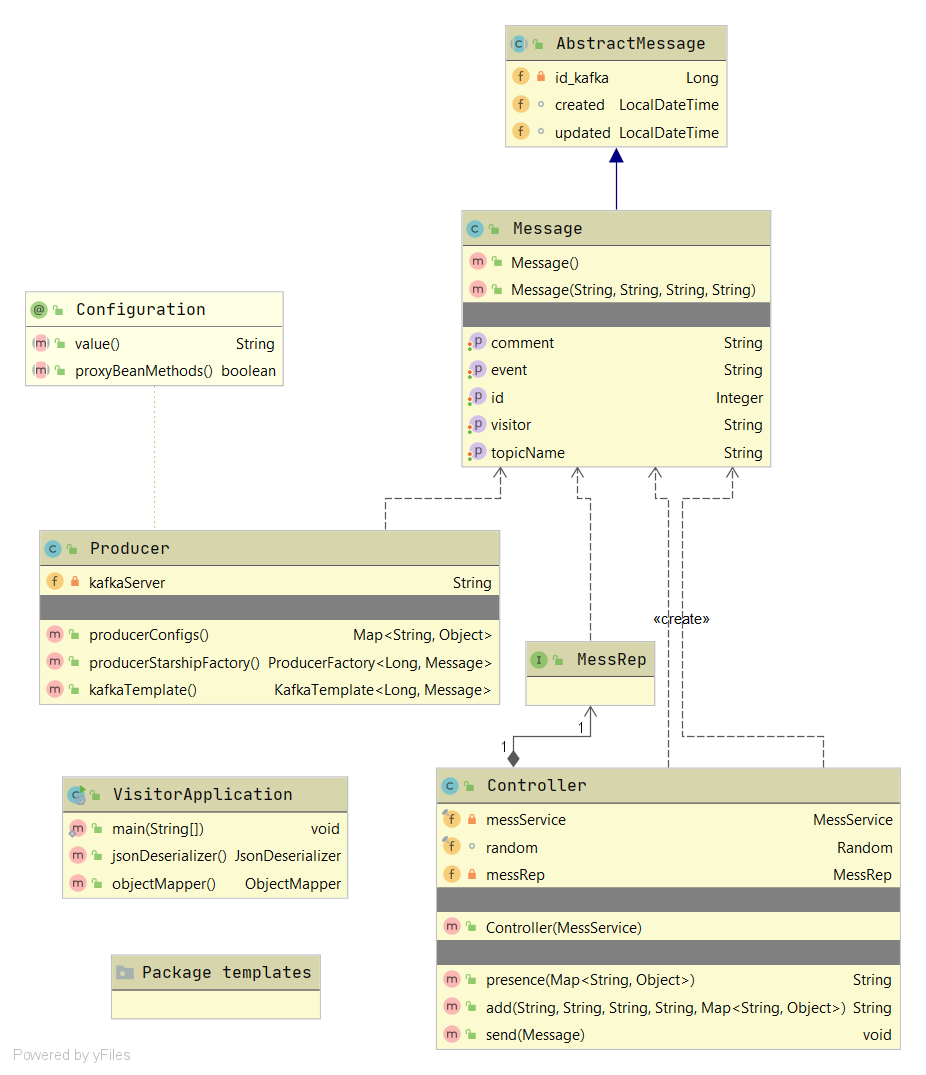 AbstractMessage
id_kafka Long
created LocalDateTime
updated LocalDateTime
Message
Message()
Message(String, String, String, String)
comment String
event String
id Integer
visitor String
topicName String
Configuration
value() String
proxyBeanMethods() boolean
Producer
kafkaServer String
producerConfigs() Map<String, Object>
producerStarshipFactory() ProducerFactory<Long, Message>
kafkaTemplate() KafkaTemplate<Long, Message>
«create»
MessRep
1
1
VisitorApplication
main(String[]) void
jsonDeserializer() JsonDeserializer
objectMapper() ObjectMapper
Controller
messService MessService
random Random
messRep MessRep
Controller(MessService)
presence(Map<String, Object>) String
add(String, String, String, String, Map<String, Object>) String
send(Message) void
Package templates
Powered by yFiles